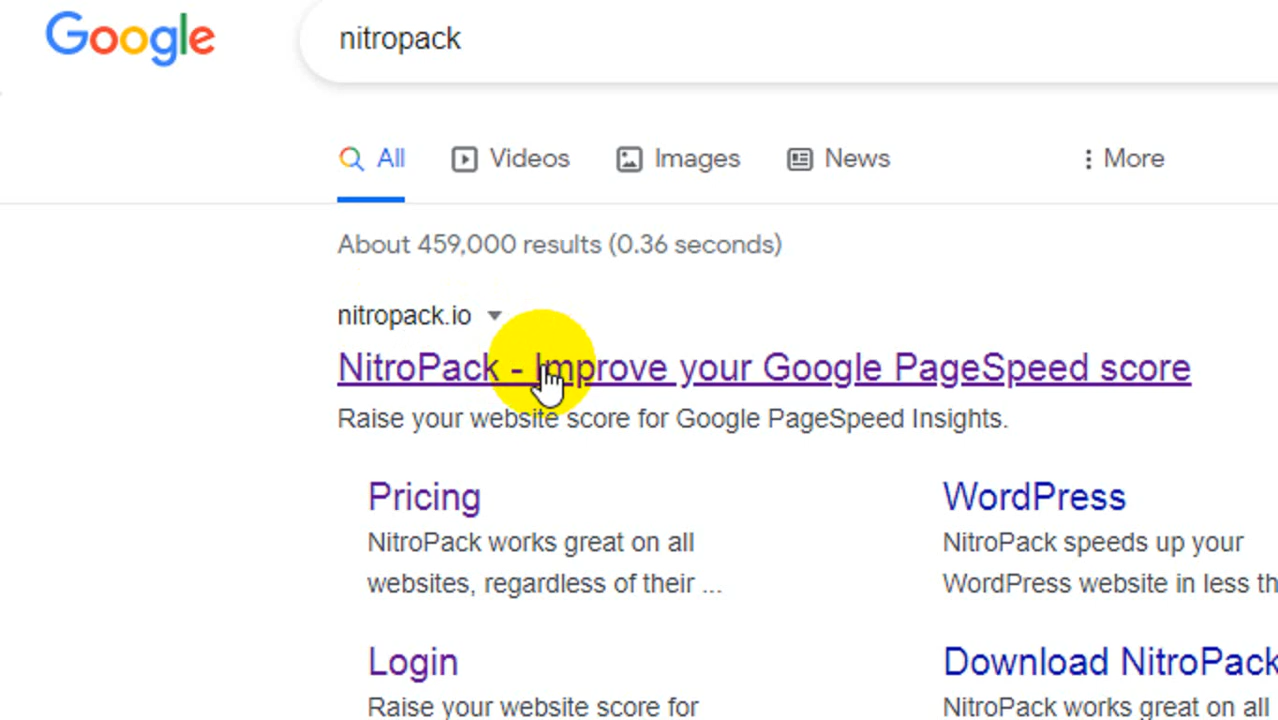 Google
nitropack
All Videos Images News More
About 459,000 results (0.36 seconds)
nitropack.io
NitroPack - Improve your Google PageSpeed score
Raise your website score for Google PageSpeed Insights.
Pricing
NitroPack works great on all
websites, regardless of their ...
WordPress
NitroPack speeds up your
WordPress website in less th
Login
Raise your website score for
Download NitroPack
NitroPack works great on all